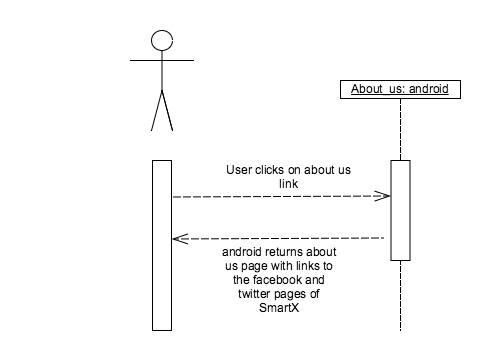 About_us: android
User clicks on about us
link
android returns about
us page with links to
the facebook and
twitter pages of
SmartX